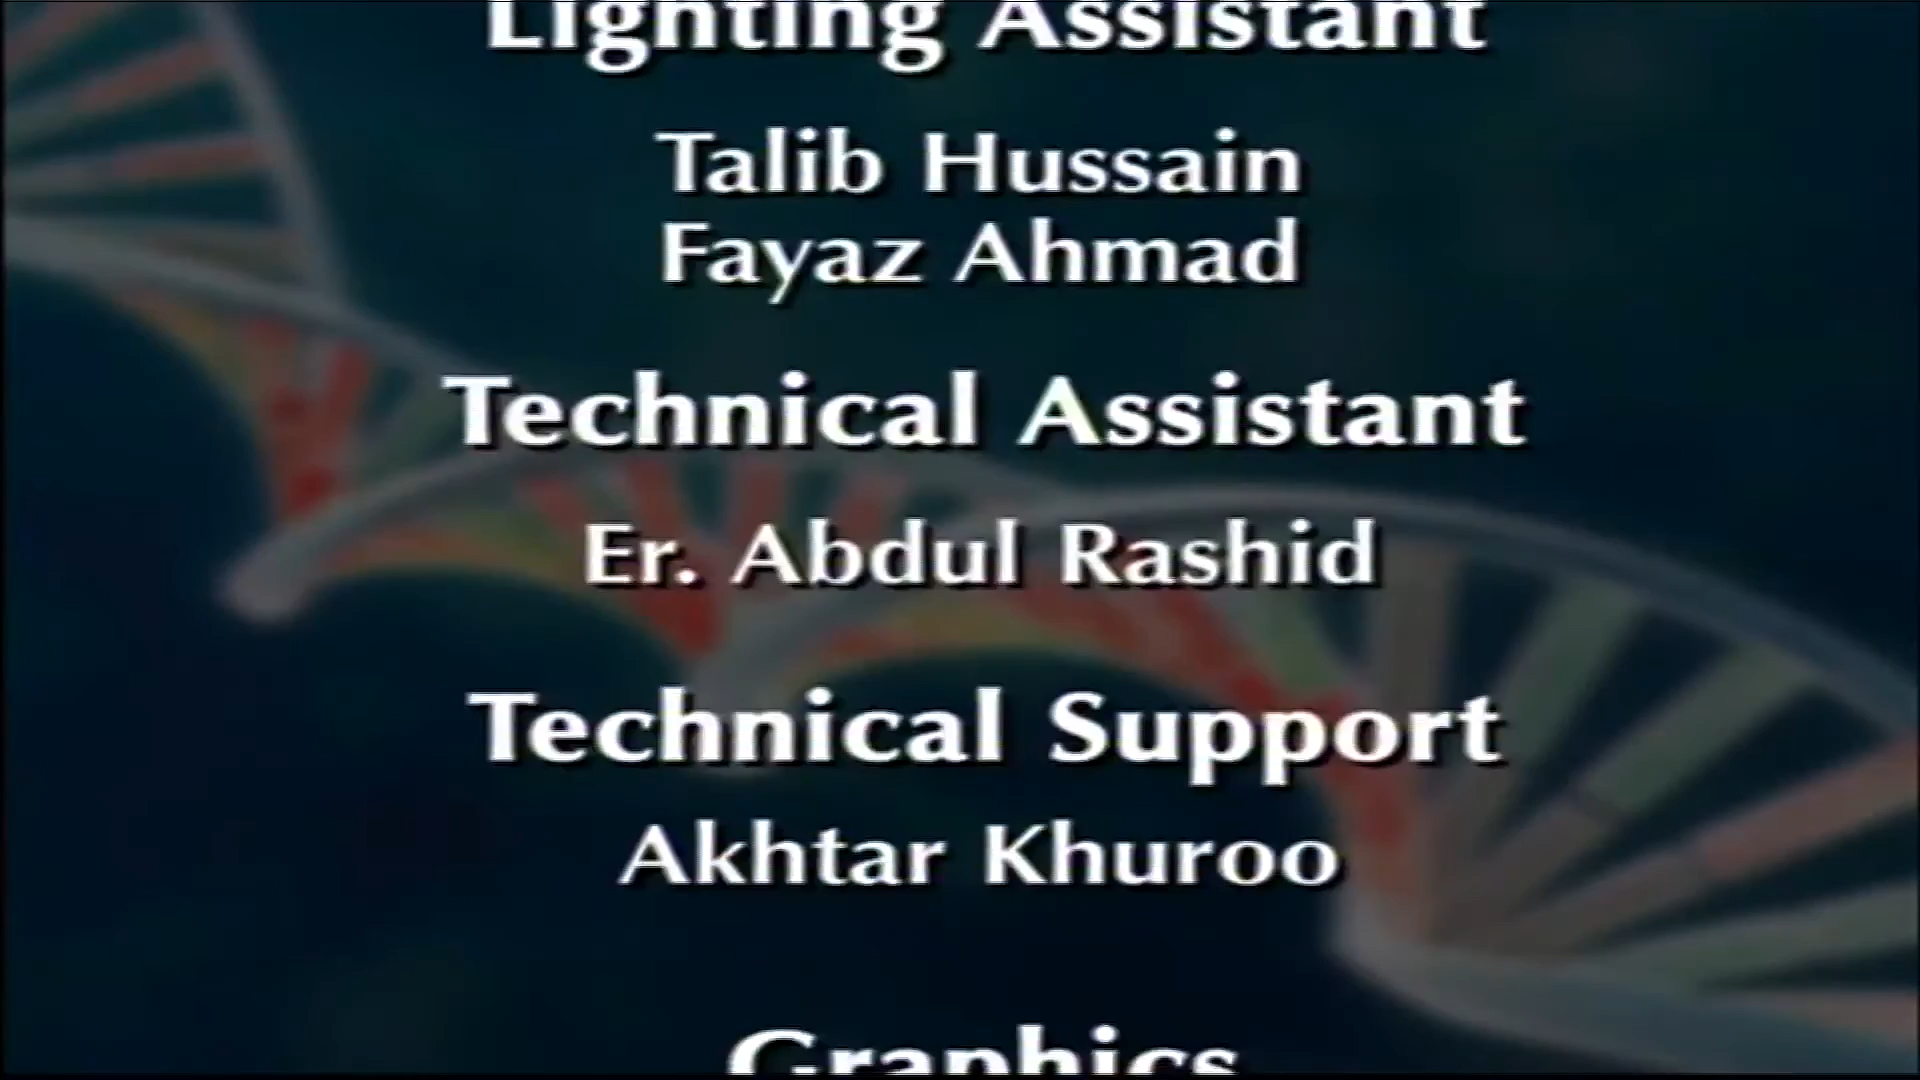 Lighting Assistant
Talib Hussain
Fayaz Ahmad
Technical Assistant
Er. Abdul Rashid
Technical Support
Akhtar Khuroo
Graphics